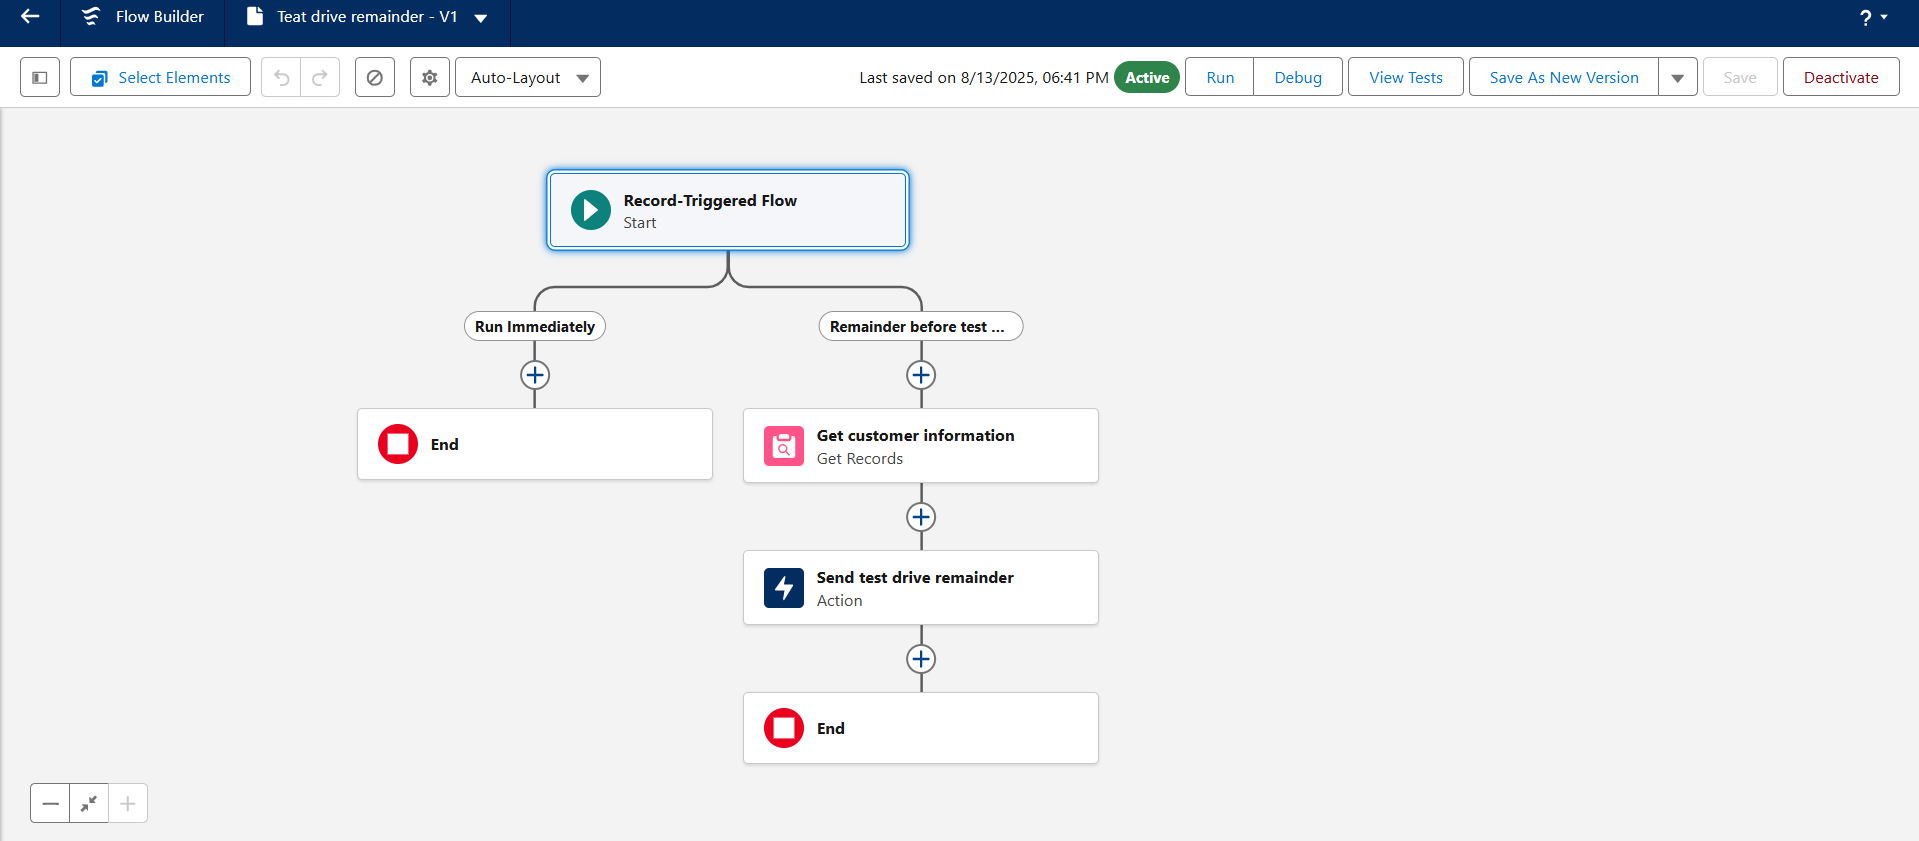 Flow Builder
Teat drive remainder - V1
?
Select Elements
Auto-Layout
Last saved on 8/13/2025, 06:41 PM
Active
Run
Debug
View Tests
Save As New Version
Save
Deactivate
Record-Triggered Flow
Start
Run Immediately
Remainder before test ...
End
Get customer information
Get Records
Send test drive remainder
Action
End